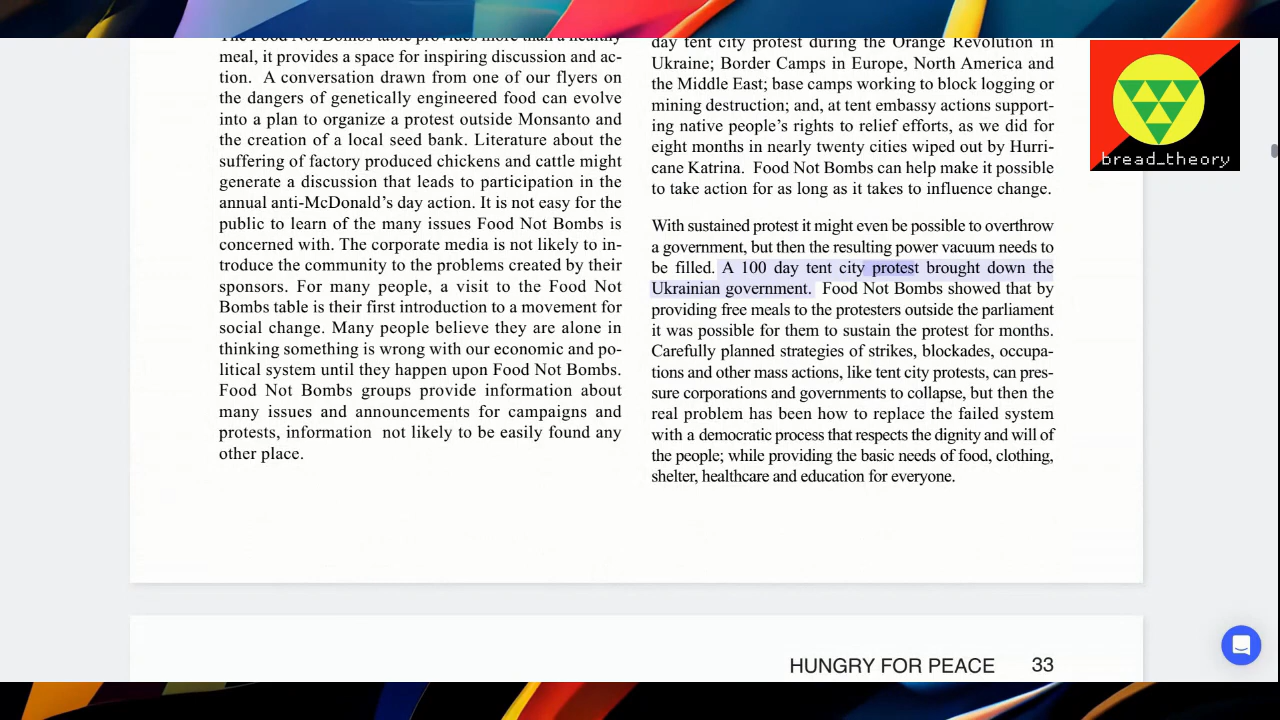 The Food Not Bombs table provides more than a healthy
meal, it provides a space for inspiring discussion and ac-
tion. A conversation drawn from one of our flyers on
the dangers of genetically engineered food can evolve
into a plan to organize a protest outside Monsanto and
the creation of a local seed bank. Literature about the
suffering of factory produced chickens and cattle might
generate a discussion that leads to participation in the
annual anti-McDonald's day action. It is not easy for the
public to learn of the many issues Food Not Bombs is
concerned with. The corporate media is not likely to in-
troduce the community to the problems created by their
sponsors. For many people, a visit to the Food Not
Bombs table is their first introduction to a movement for
social change. Many people believe they are alone in
thinking something is wrong with our economic and po-
litical system until they happen upon Food Not Bombs.
Food Not Bombs groups provide information about
many issues and announcements for campaigns and
protests, information not likely to be easily found any
other place.
day tent city protest during the Orange Revolution in
Ukraine; Border Camps in Europe, North America and
the Middle East; base camps working to block logging or
mining destruction; and, at tent embassy actions support-
ing native people's rights to relief efforts, as we did for
eight months in nearly twenty cities wiped out by Hurri-
cane Katrina. Food Not Bombs can help make it possible
to take action for as long as it takes to influence change.
With sustained protest it might even be possible to overthrow
a government, but then the resulting power vacuum needs to
be filled. A 100 day tent city protest brought down the
Ukrainian government. Food Not Bombs showed that by
providing free meals to the protesters outside the parliament
it was possible for them to sustain the protest for months.
Carefully planned strategies of strikes, blockades, occupa-
tions and other mass actions, like tent city protests, can pres-
sure corporations and governments to collapse, but then the
real problem has been how to replace the failed system
with a democratic process that respects the dignity and will of
the people; while providing the basic needs of food, clothing,
shelter, healthcare and education for everyone.
bread_theory
HUNGRY FOR PEACE 33